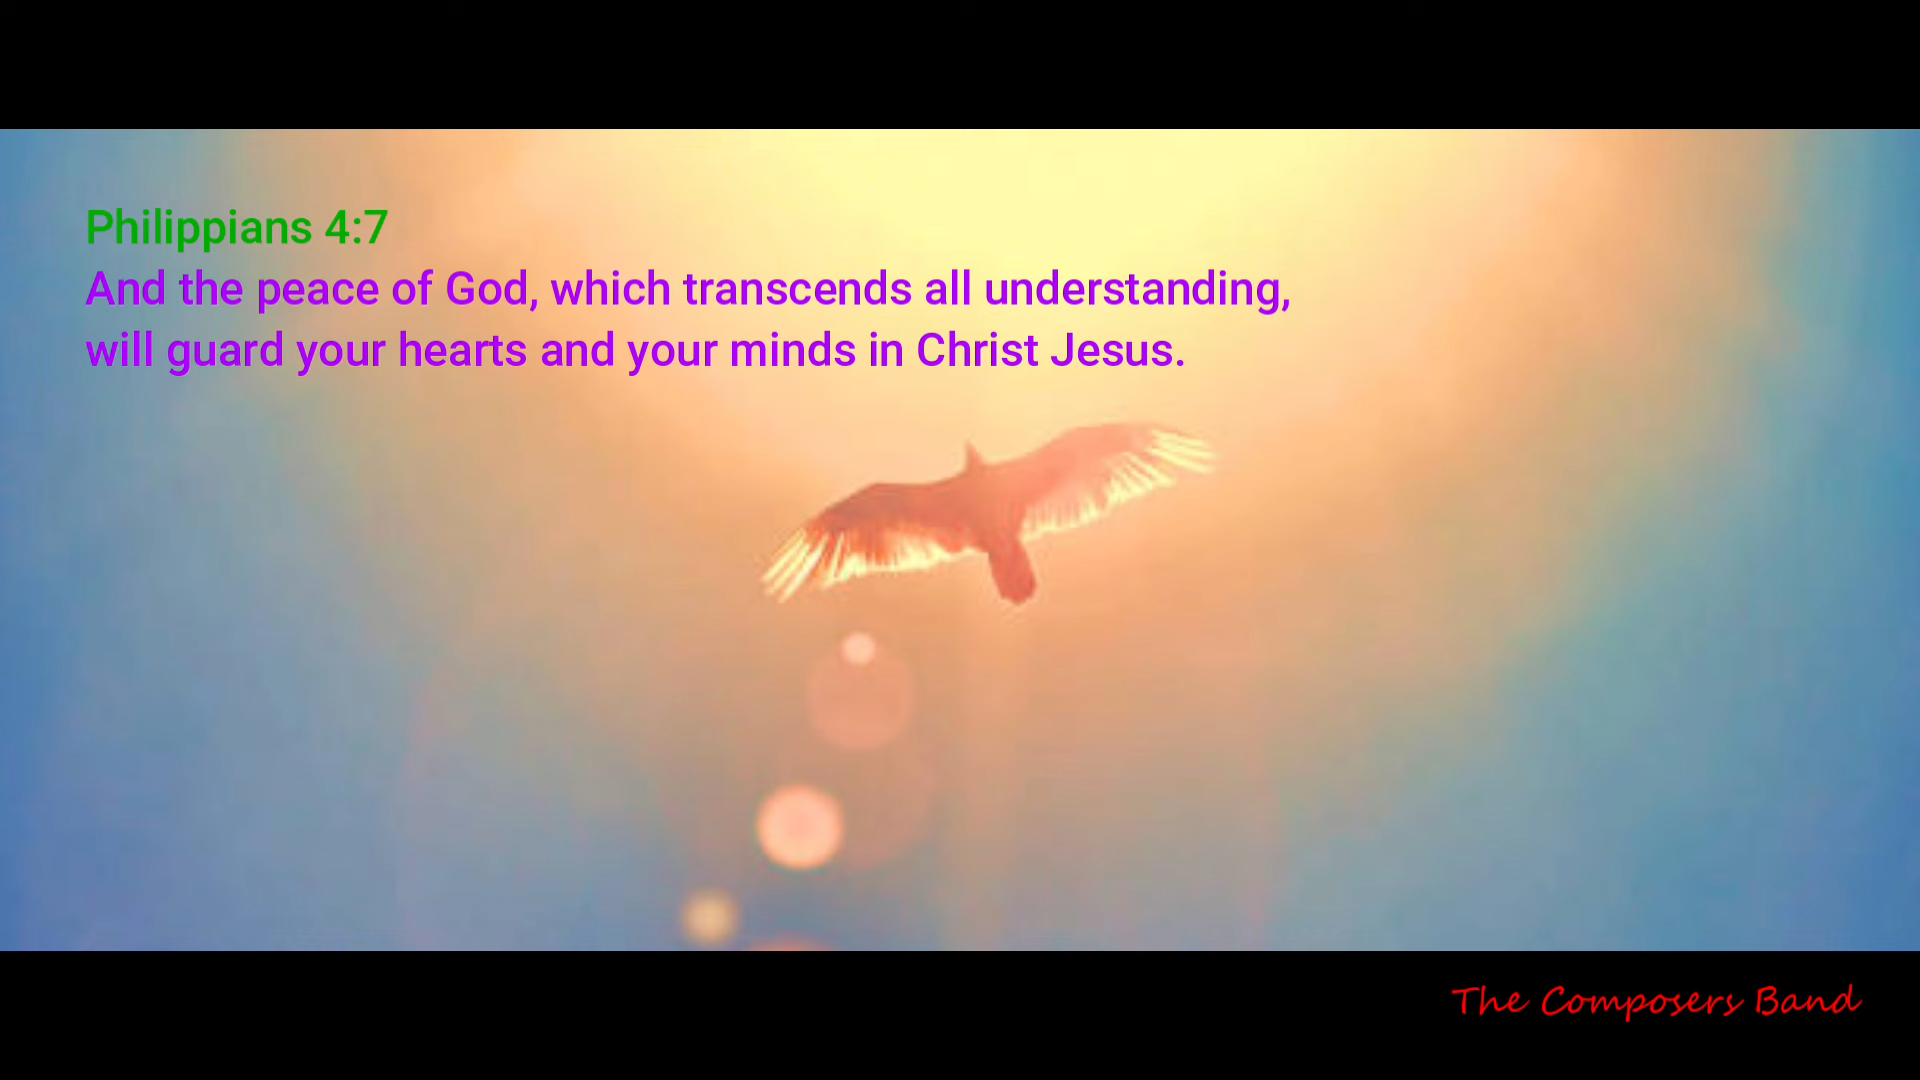 Philippians 4:7
And the peace of God, which transcends all understanding,
will guard your hearts and your minds in Christ Jesus.
The Composers Band